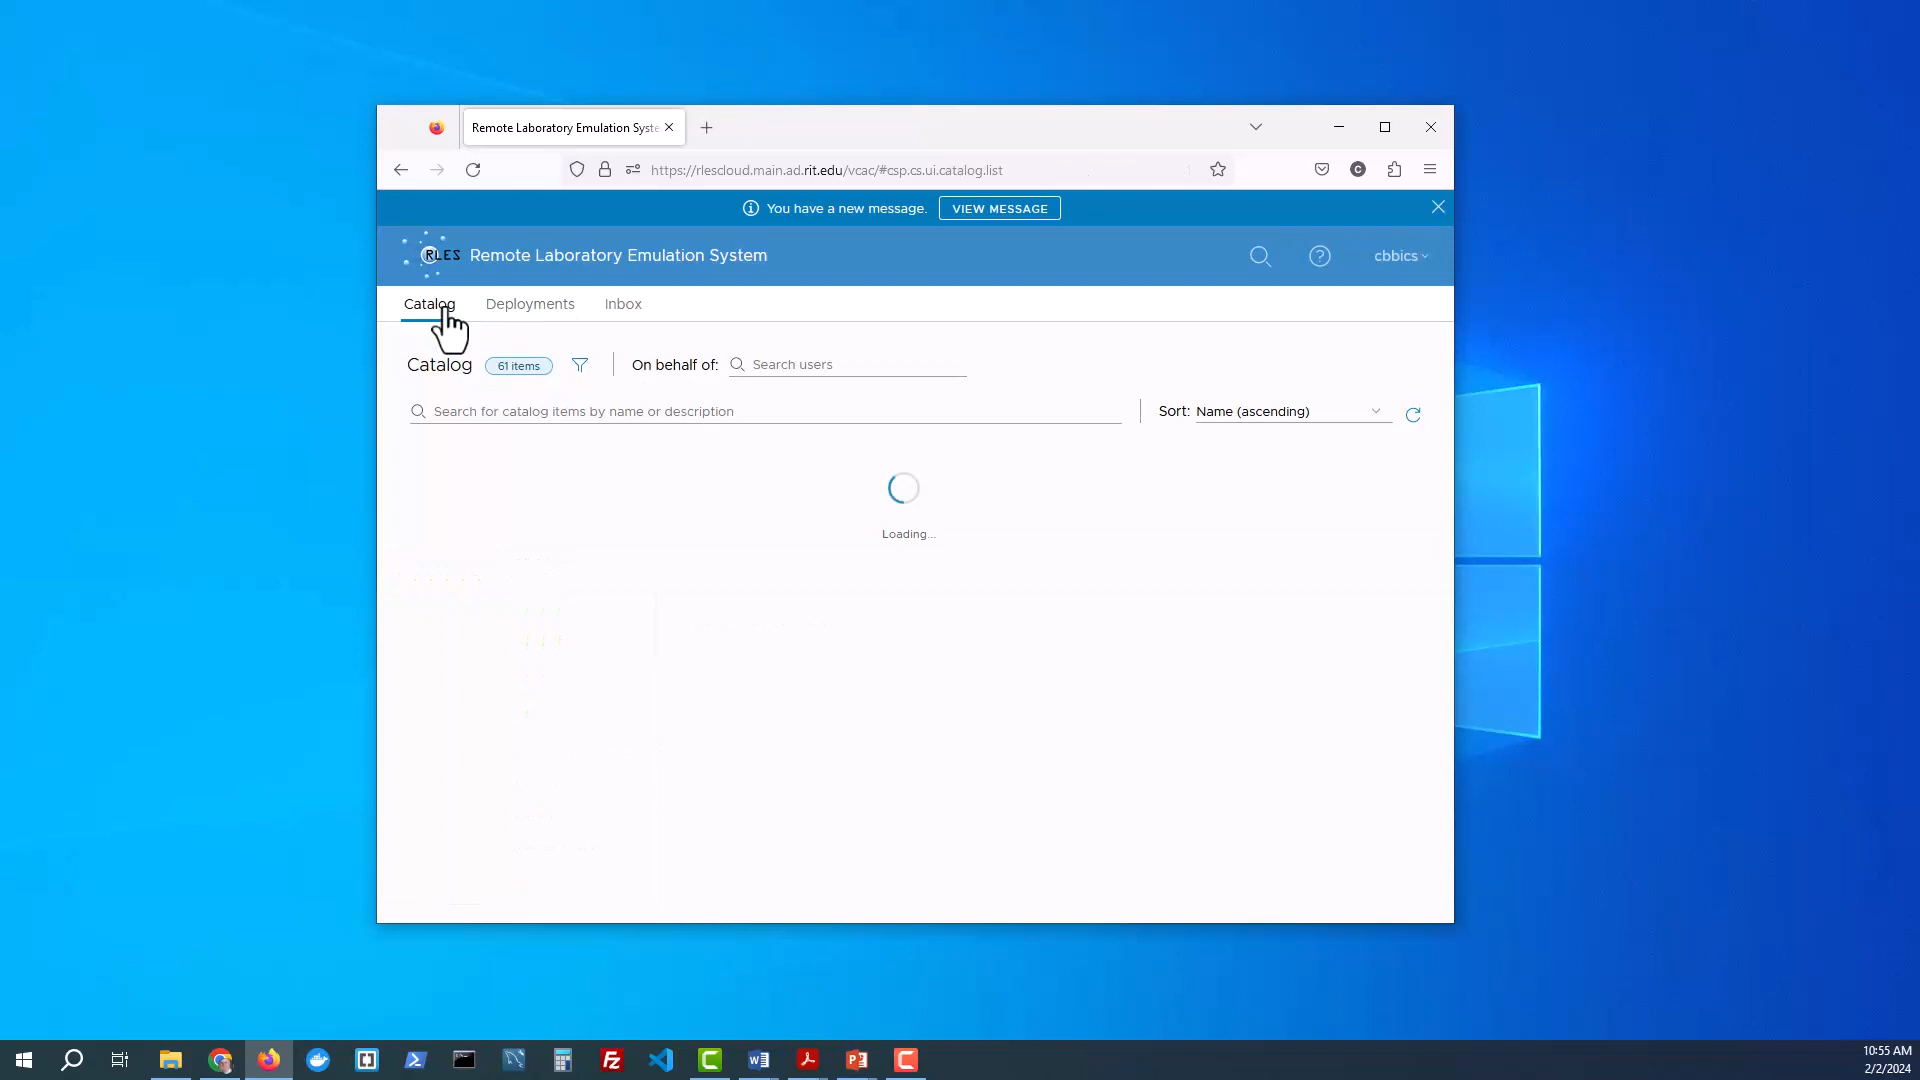 Remote Laboratory Emulation Syste
https://rlescloud.main.ad.rit.edu/vcac/#csp.cs.ui.catalog.list
You have a new message. VIEW MESSAGE
RLES Remote Laboratory Emulation System
cbbics
Catalog Deployments Inbox
Catalog 61 items On behalf of: Search users
Search for catalog items by name or description Sort: Name (ascending)
Loading...
10:55 AM
2/2/2024